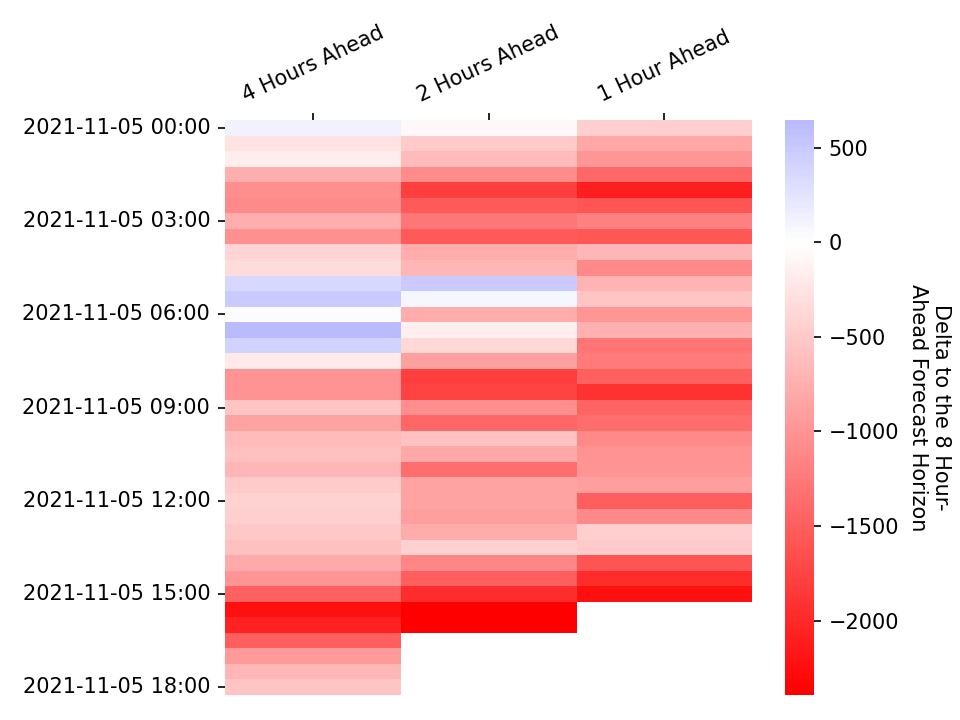 4 Hours Ahead
2 Hours Ahead
1 Hour Ahead
2021-11-05 00:00
2021-11-05 03:00
2021-11-05 06:00
2021-11-05 09:00
2021-11-05 12:00
2021-11-05 15:00
2021-11-05 18:00
500
0
−500
−1000
−1500
−2000
Delta to the 8 Hour-
Ahead Forecast Horizon